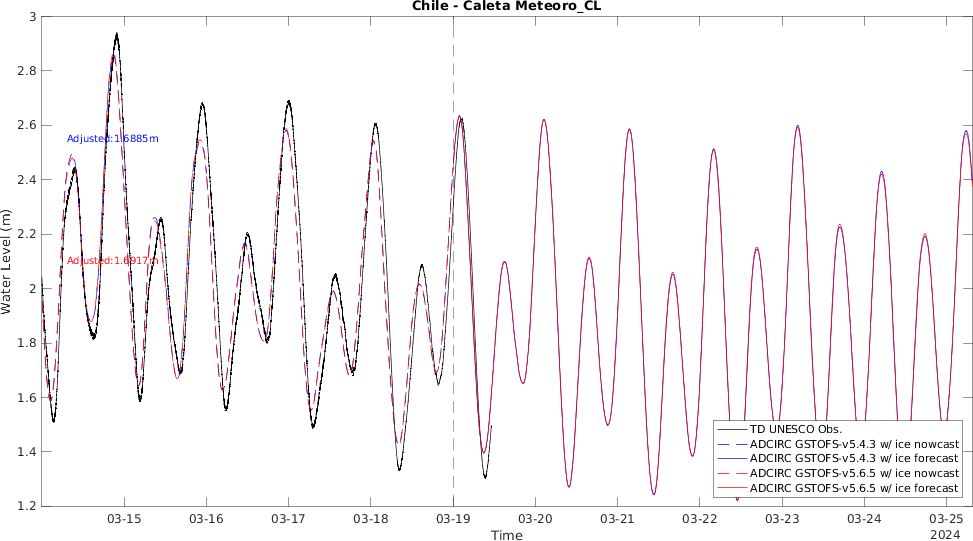 Chile - Caleta Meteoro_CL
Water Level (m)
3
2.8
2.6
2.4
2.2
2
1.8
1.6
1.4
1.2
Adjusted:1.6885m
Adjusted:1.6917m
TD UNESCO Obs.
ADCIRC GSTOFS-v5.4.3 w/ ice nowcast
ADCIRC GSTOFS-v5.4.3 w/ ice forecast
ADCIRC GSTOFS-v5.6.5 w/ ice nowcast
ADCIRC GSTOFS-v5.6.5 w/ ice forecast
03-15 03-16 03-17 03-18 03-19 03-20 03-21 03-22 03-23 03-24 03-25
Time
2024